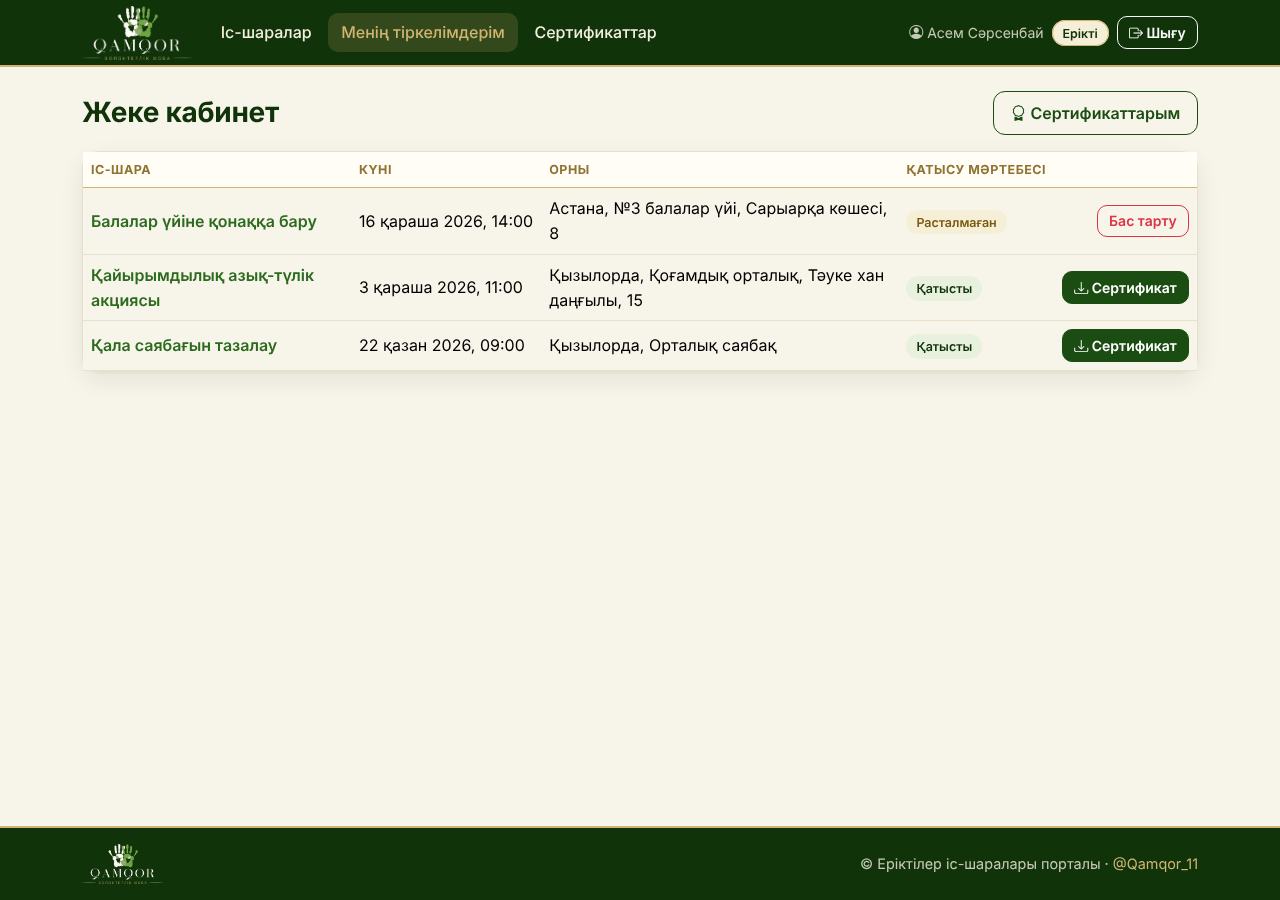 QAMQOR
Іс-шаралар
Менің тіркелімдерім
Сертификаттар
Асем Сәрсенбай
Ерікті
Шығу
Жеке кабинет
Сертификаттарым
ІС-ШАРА
КҮНІ
ОРНЫ
ҚАТЫСУ МӘРТЕБЕСІ
Балалар үйіне қонаққа бару
16 қараша 2026, 14:00
Астана, №3 балалар үйі, Сарыарқа көшесі,
8
Расталмаған
Бас тарту
Қайырымдылық азық-түлік
акциясы
3 қараша 2026, 11:00
Қызылорда, Қоғамдық орталық, Тәуке хан
даңғылы, 15
Қатысты
Сертификат
Қала саябағын тазалау
22 қазан 2026, 09:00
Қызылорда, Орталық саябақ
Қатысты
Сертификат
QAMQOR
© Еріктілер іс-шаралары порталы · @Qamqor_11